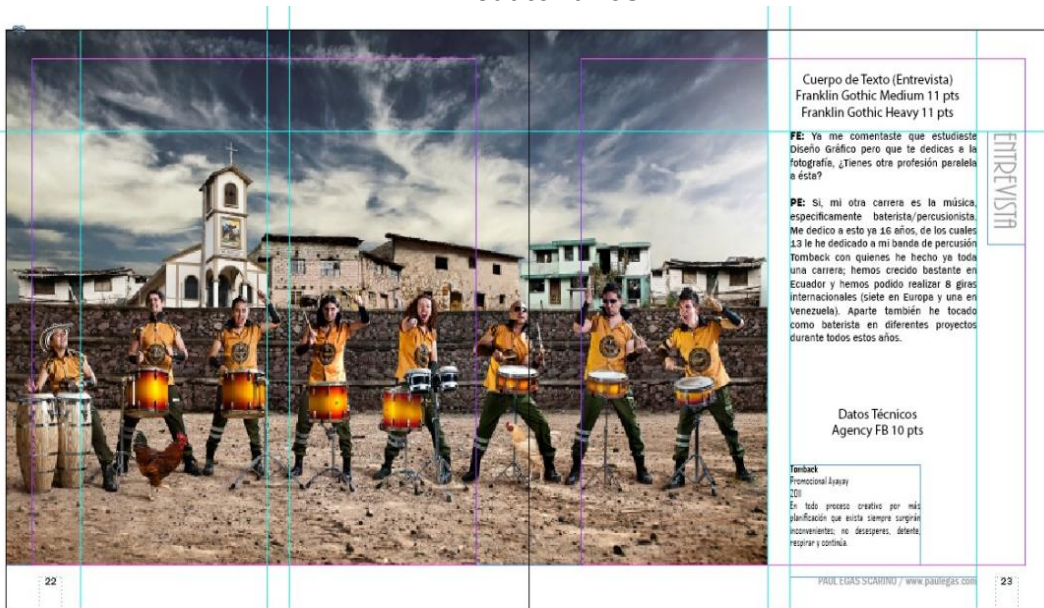 Cuerpo de Texto (Entrevista)
Franklin Gothic Medium 11 pts
Franklin Gothic Heavy 11 pts
FE: Ya me comentaste que estudiaste
Diseño Gráfico pero que te dedicas a la
fotografía, ¿Tienes otra profesión paralela
a ésta?
ENTREVISTA
PE: Si, mi otra carrera es la música,
específicamente baterista/percusionista.
Me dedico a esto ya 16 años, de los cuales
13 le he dedicado a mi banda de percusión
Tomback con quienes he hecho ya toda
una carrera; hemos crecido bastante en
Ecuador y hemos podido realizar 8 giras
internacionales (siete en Europa y una en
Venezuela). Aparte también he tocado
como baterista en diferentes proyectos
durante todos estos años.
Datos Técnicos
Agency FB 10 pts
Tomback
Promocional Ayayay
2011
En todo proceso creativo por más
planificación que exista siempre surgirán
inconvenientes; no desesperes, detente,
respirar y continúa.
22
PAUL EGAS SCARINO / www.paulegas.com
23